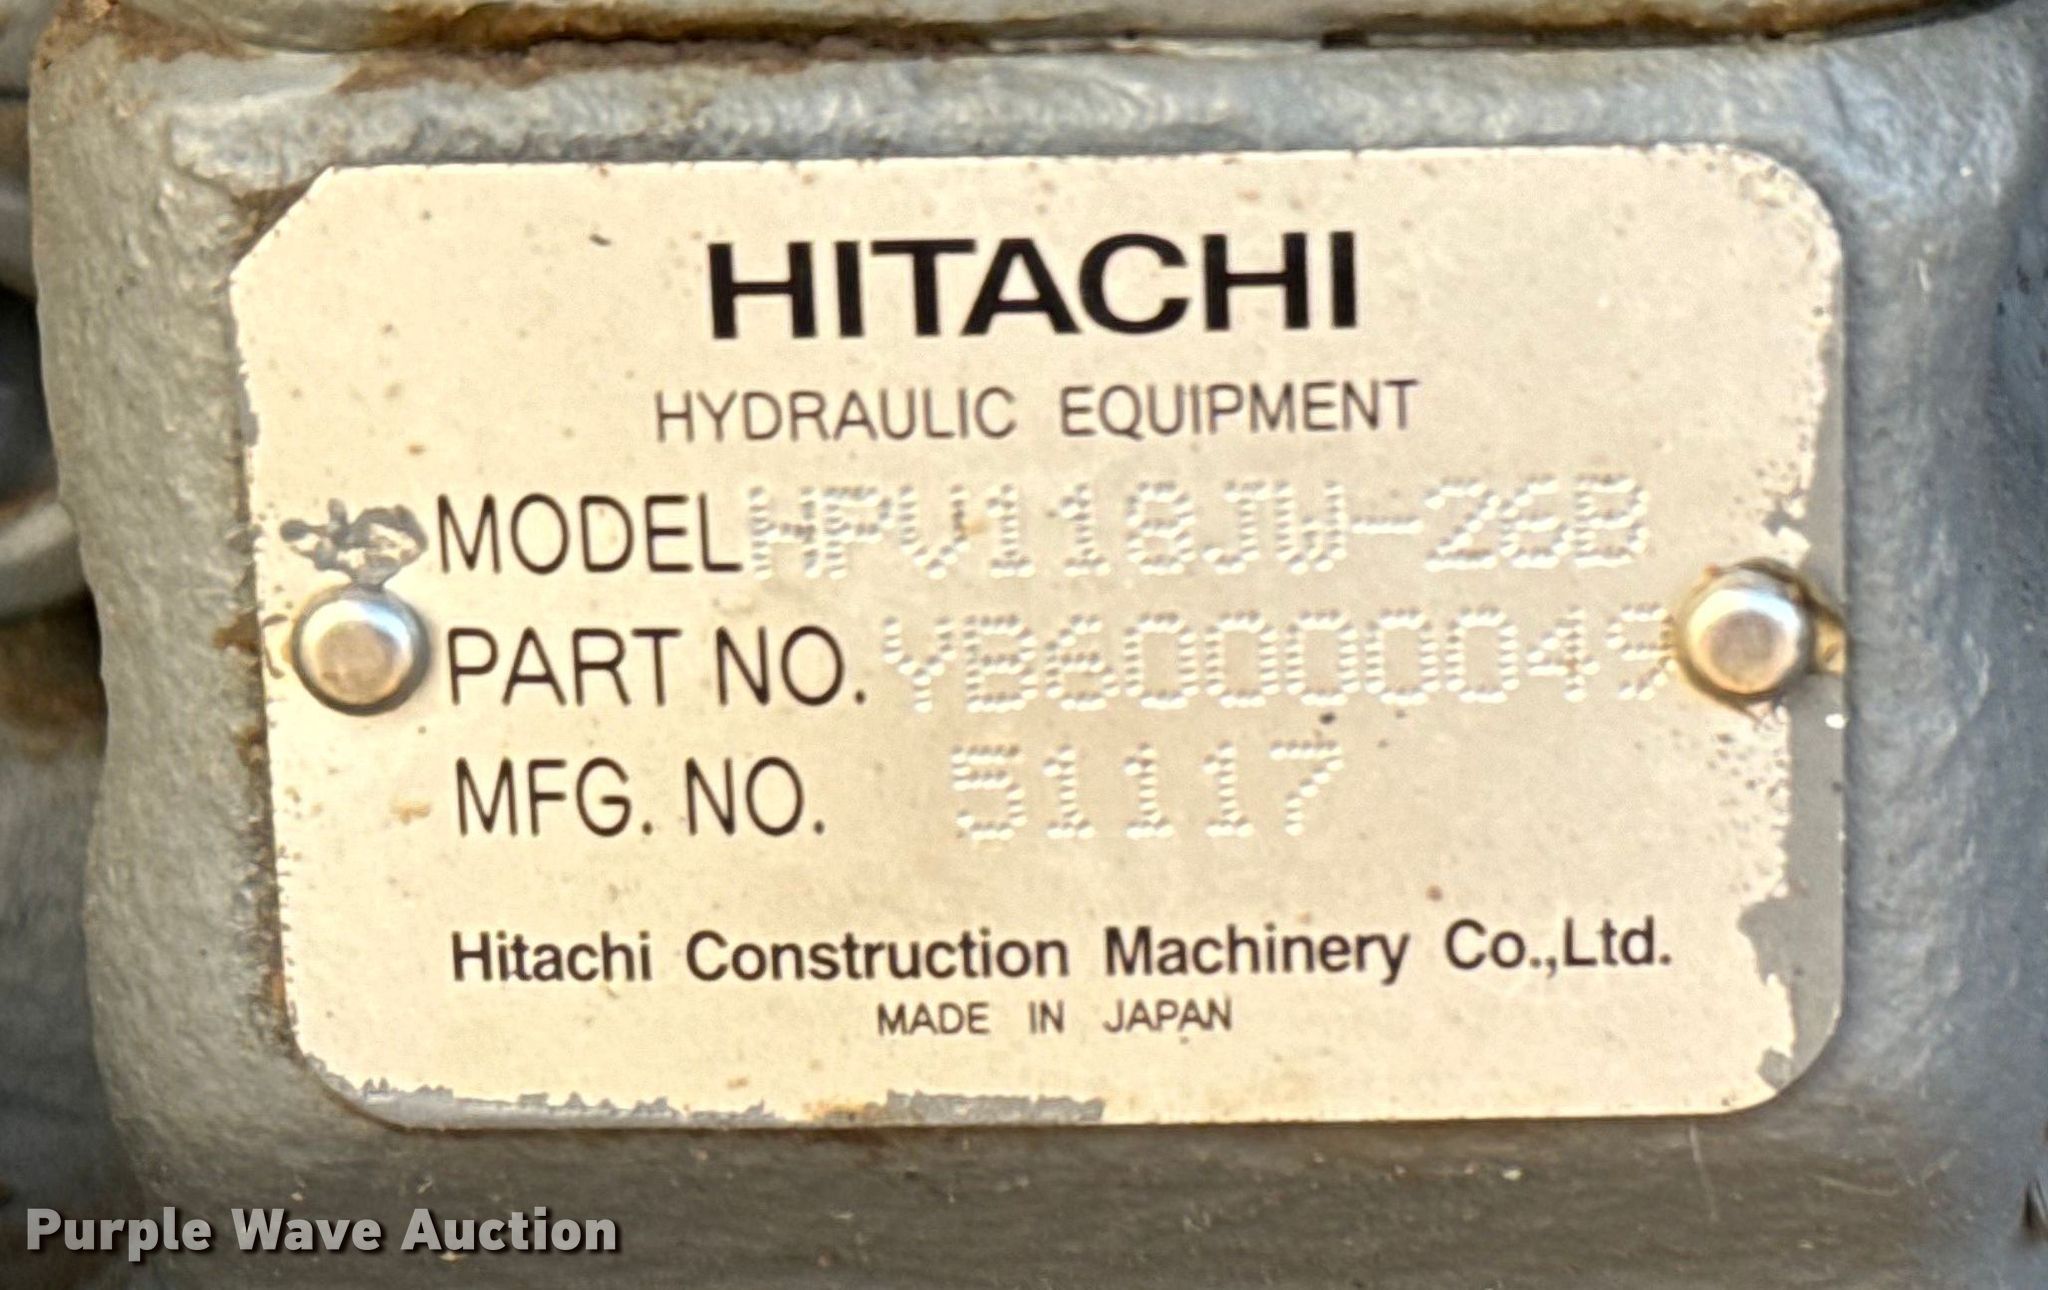 HITACHI
HYDRAULIC EQUIPMENT
MODEL HPV118JW-26B
PART NO. YB60000049
MFG. NO. 51117
Hitachi Construction Machinery Co.,Ltd.
MADE IN JAPAN
Purple Wave Auction